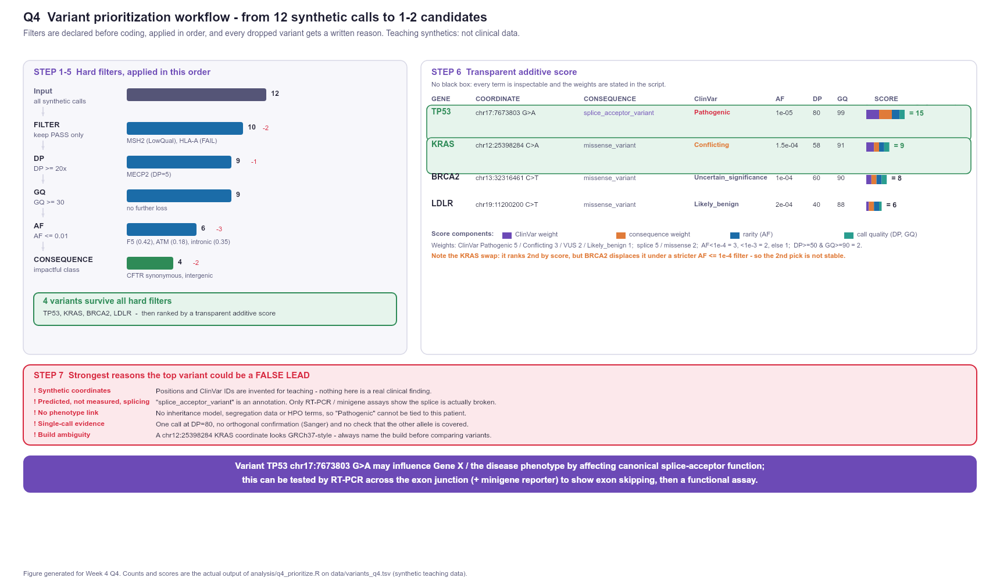 Q4  Variant prioritization workflow - from 12 synthetic calls to 1-2 candidates
Filters are declared before coding, applied in order, and every dropped variant gets a written reason. Teaching synthetics: not clinical data.
STEP 1-5  Hard filters, applied in this order
Input
all synthetic calls
12
FILTER
keep PASS only
10  -2
MSH2 (LowQual), HLA-A (FAIL)
DP
DP >= 20x
9  -1
MECP2 (DP=5)
GQ
GQ >= 30
9
no further loss
AF
AF <= 0.01
6  -3
F5 (0.42), ATM (0.18), intronic (0.35)
CONSEQUENCE
impactful class
4  -2
CFTR synonymous, intergenic
4 variants survive all hard filters
TP53, KRAS, BRCA2, LDLR  -  then ranked by a transparent additive score
STEP 6  Transparent additive score
No black box: every term is inspectable and the weights are stated in the script.
GENE  COORDINATE  CONSEQUENCE  ClinVar  AF  DP  GQ  SCORE
TP53  chr17:7673803 G>A  splice_acceptor_variant  Pathogenic  1e-05  80  99  = 15
KRAS  chr12:25398284 C>A  missense_variant  Conflicting  1.5e-04  58  91  = 9
BRCA2  chr13:32316461 C>T  missense_variant  Uncertain_significance  1e-04  60  90  = 8
LDLR  chr19:11200200 C>T  missense_variant  Likely_benign  2e-04  40  88  = 6
Score components:  ClinVar weight  consequence weight  rarity (AF)  call quality (DP, GQ)
Weights: ClinVar Pathogenic 5 / Conflicting 3 / VUS 2 / Likely_benign 1;  splice 5 / missense 2;  AF<1e-4 = 3, <1e-3 = 2, else 1;  DP>=50 & GQ>=90 = 2.
Note the KRAS swap: it ranks 2nd by score, but BRCA2 displaces it under a stricter AF <= 1e-4 filter - so the 2nd pick is not stable.
STEP 7  Strongest reasons the top variant could be a FALSE LEAD
! Synthetic coordinates  Positions and ClinVar IDs are invented for teaching - nothing here is a real clinical finding.
! Predicted, not measured, splicing  "splice_acceptor_variant" is an annotation. Only RT-PCR / minigene assays show the splice is actually broken.
! No phenotype link  No inheritance model, segregation data or HPO terms, so "Pathogenic" cannot be tied to this patient.
! Single-call evidence  One call at DP=80, no orthogonal confirmation (Sanger) and no check that the other allele is covered.
! Build ambiguity  A chr12:25398284 KRAS coordinate looks GRCh37-style - always name the build before comparing variants.
Variant TP53 chr17:7673803 G>A may influence Gene X / the disease phenotype by affecting canonical splice-acceptor function;
this can be tested by RT-PCR across the exon junction (+ minigene reporter) to show exon skipping, then a functional assay.
Figure generated for Week 4 Q4. Counts and scores are the actual output of analysis/q4_prioritize.R on data/variants_q4.tsv (synthetic teaching data).